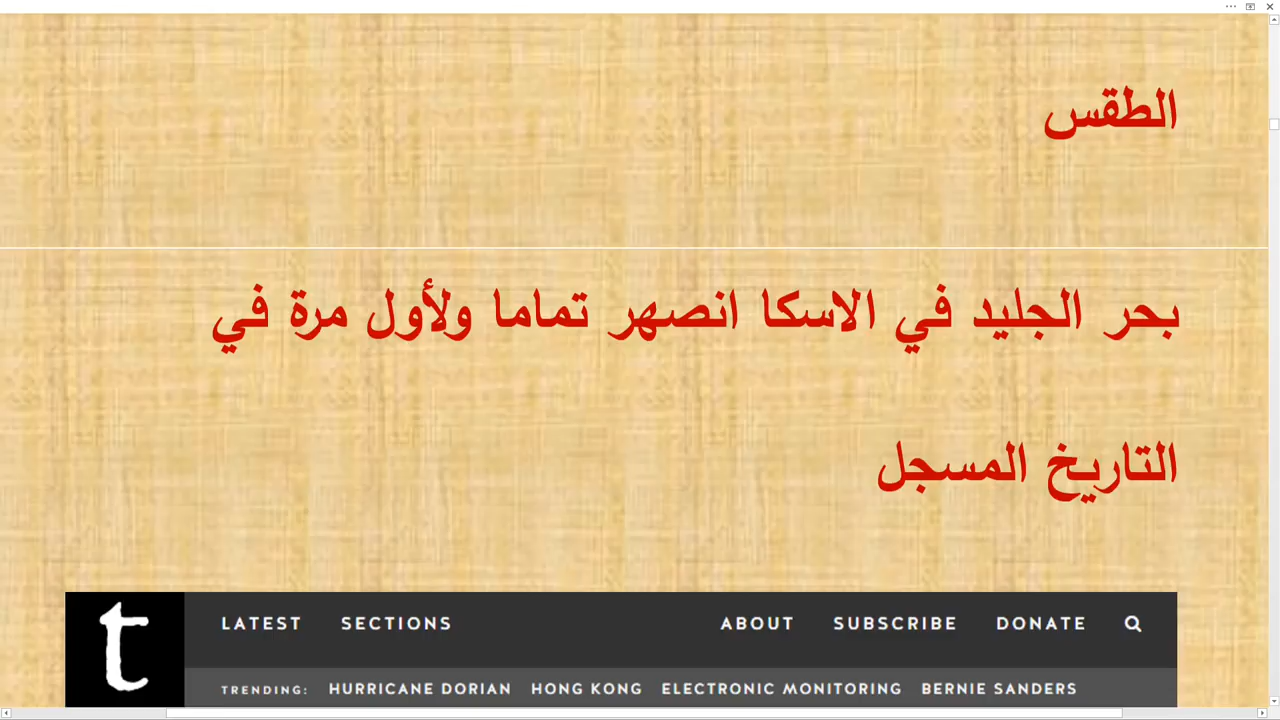 الطقس
بحر الجليد في الاسكا انصهر تماما ولأول مرة في
التاريخ المسجل
t LATEST SECTIONS ABOUT SUBSCRIBE DONATE
TRENDING: HURRICANE DORIAN HONG KONG ELECTRONIC MONITORING BERNIE SANDERS